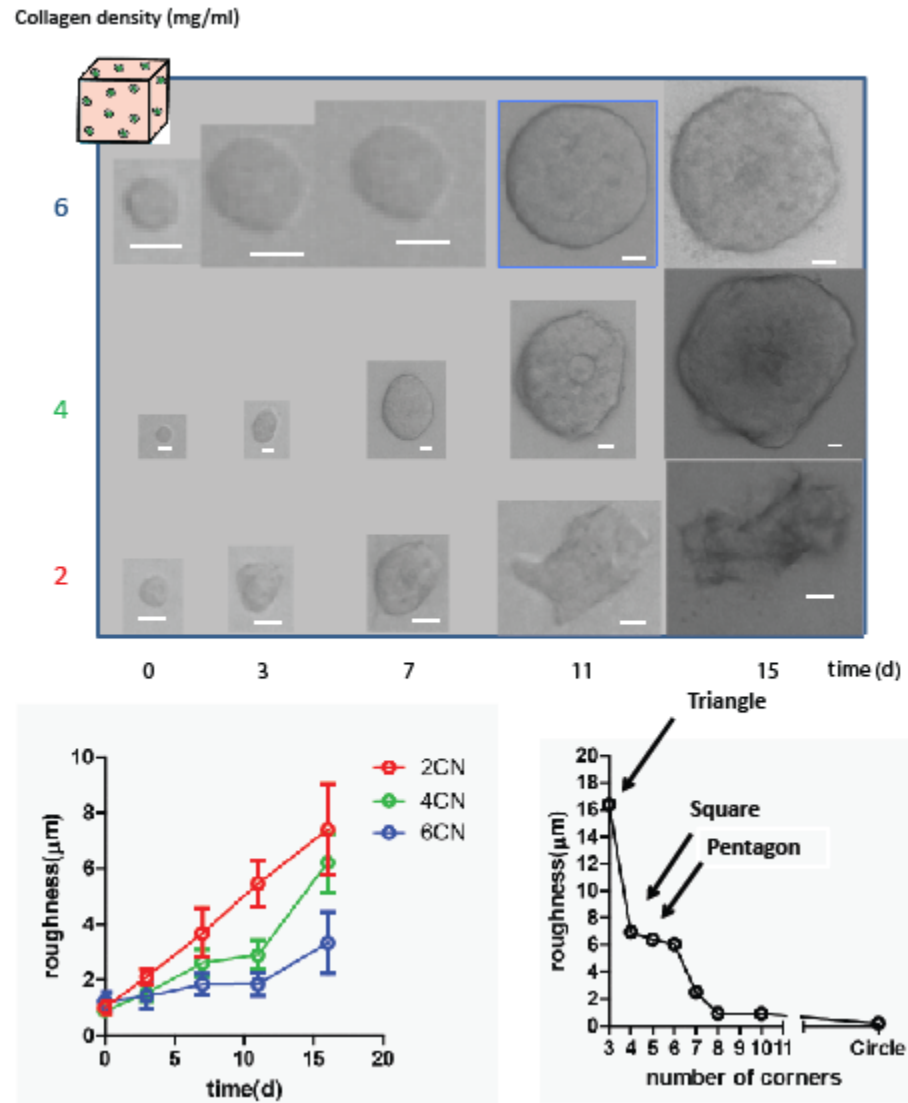 Collagen density (mg/ml)
6
4
2
0 3 7 11 15 time (d)
10
8
6
4
2
0
0 5 10 15 20
roughness(μm)
time(d)
2CN
4CN
6CN
Triangle
Square
Pentagon
20
18
16
14
12
10
8
6
4
2
0
3 4 5 6 7 8 9 10 11 Circle
roughness(μm)
number of corners